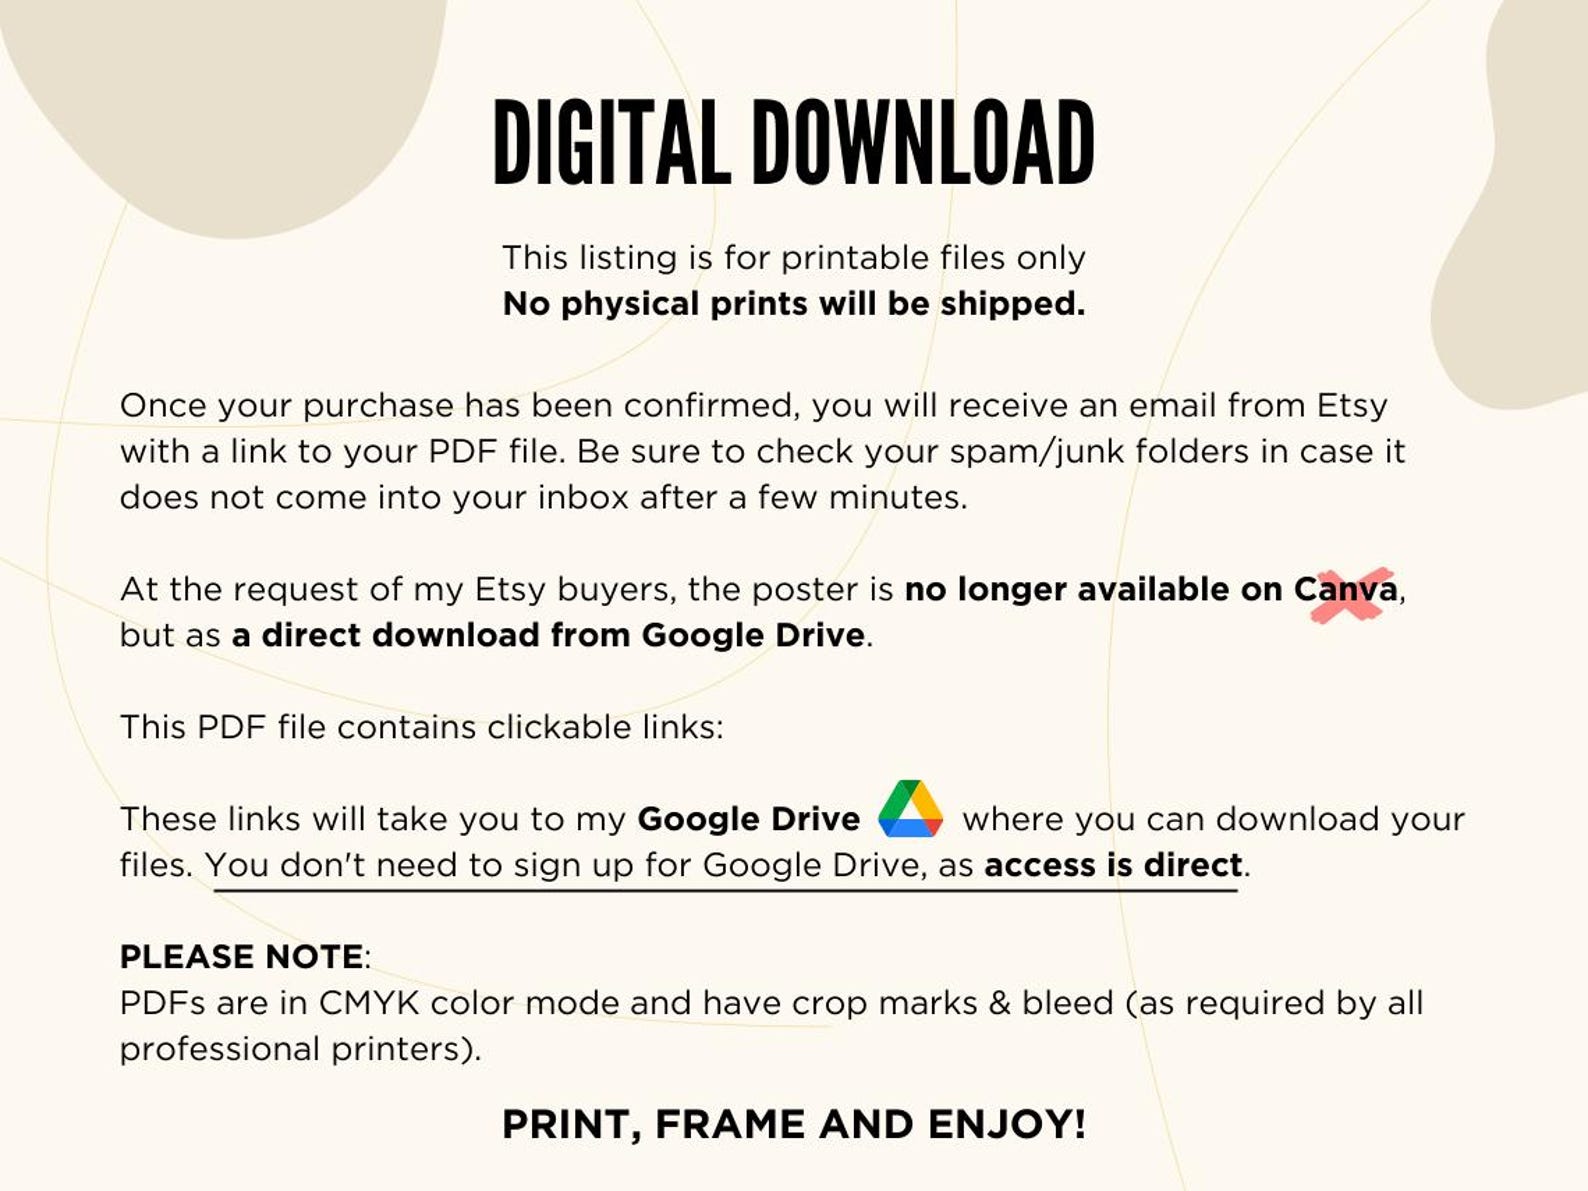 DIGITAL DOWNLOAD
This listing is for printable files only
No physical prints will be shipped.
Once your purchase has been confirmed, you will receive an email from Etsy
with a link to your PDF file. Be sure to check your spam/junk folders in case it
does not come into your inbox after a few minutes.
At the request of my Etsy buyers, the poster is no longer available on Canva,
but as a direct download from Google Drive.
This PDF file contains clickable links:
These links will take you to my Google Drive where you can download your
files. You don't need to sign up for Google Drive, as access is direct.
PLEASE NOTE:
PDFs are in CMYK color mode and have crop marks & bleed (as required by all
professional printers).
PRINT, FRAME AND ENJOY!